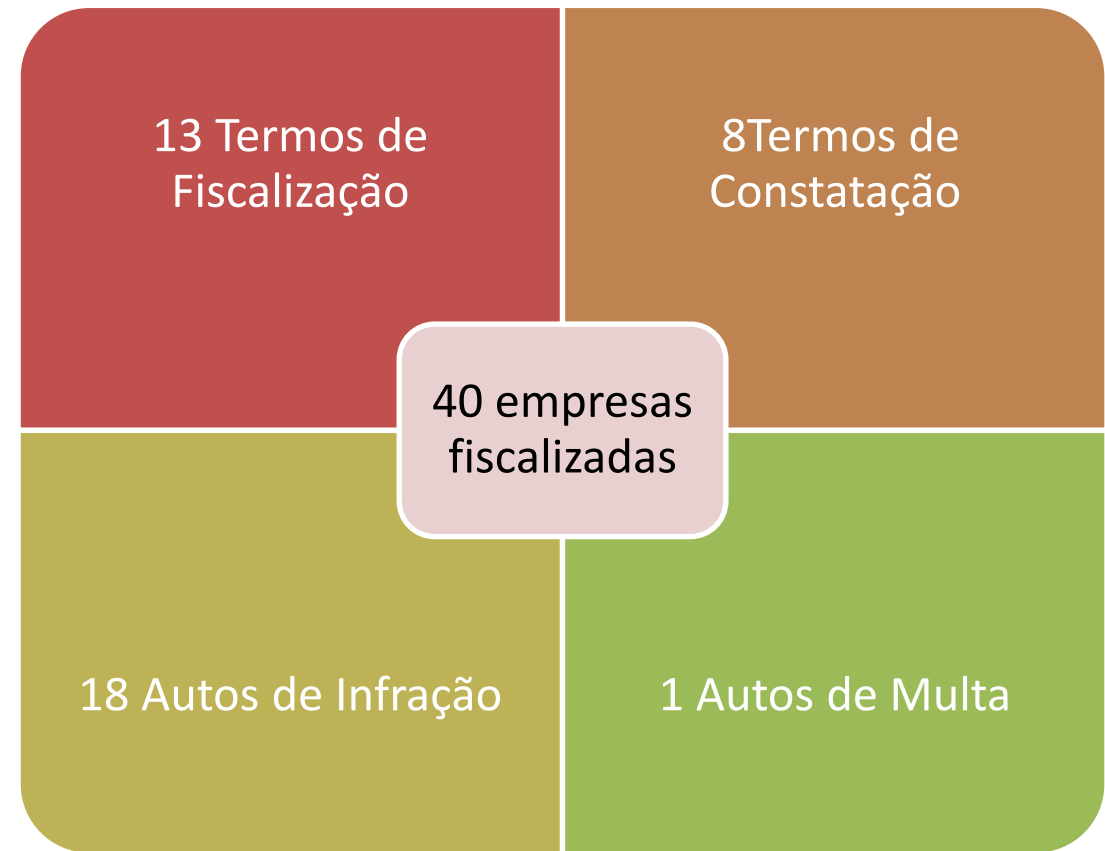 13 Termos de
Fiscalização
8Termos de
Constatação
40 empresas
fiscalizadas
18 Autos de Infração
1 Autos de Multa